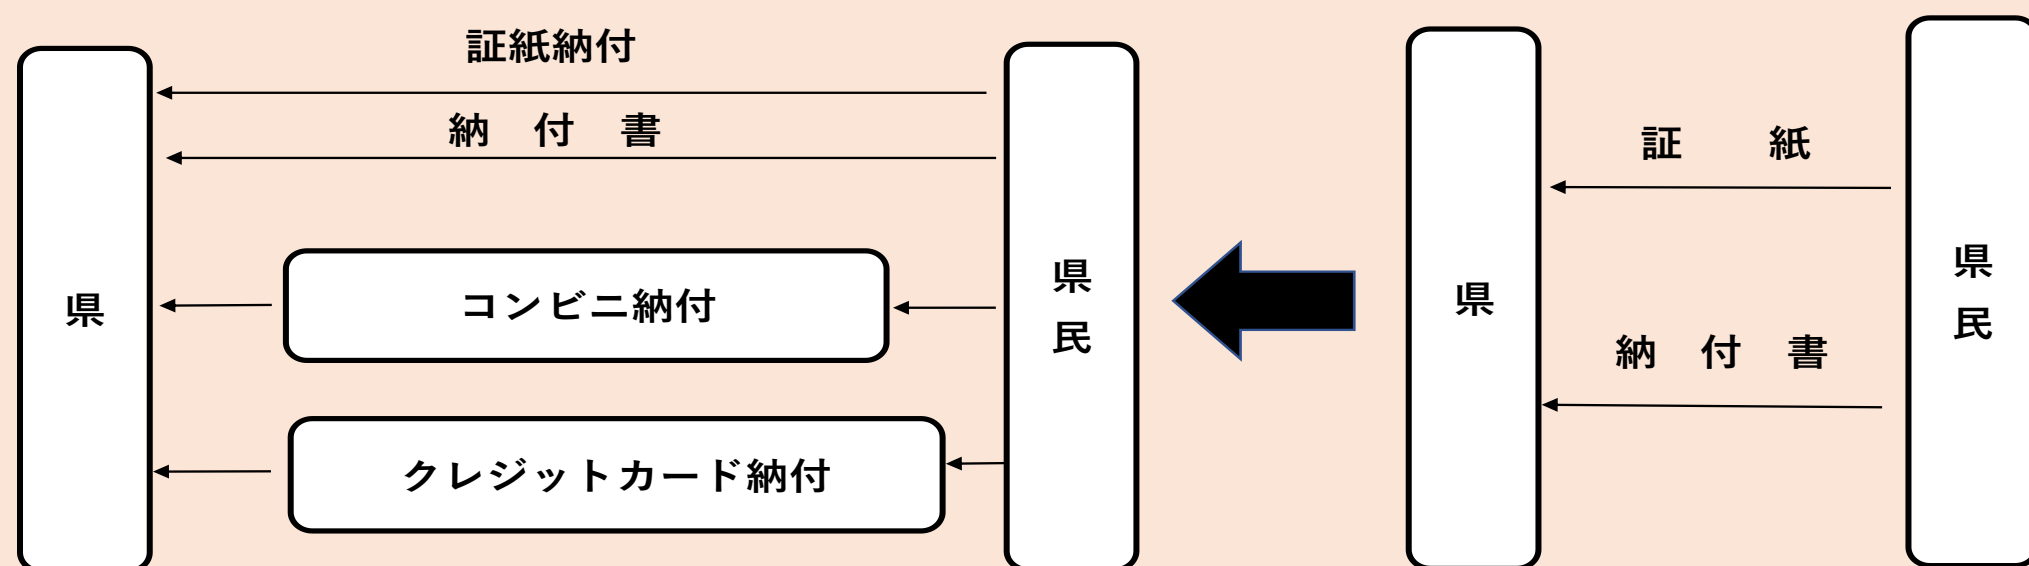 証紙納付
納　付　書
県
コンビニ納付
クレジットカード納付
県
民
県
証　　紙
納　付　書
県
民